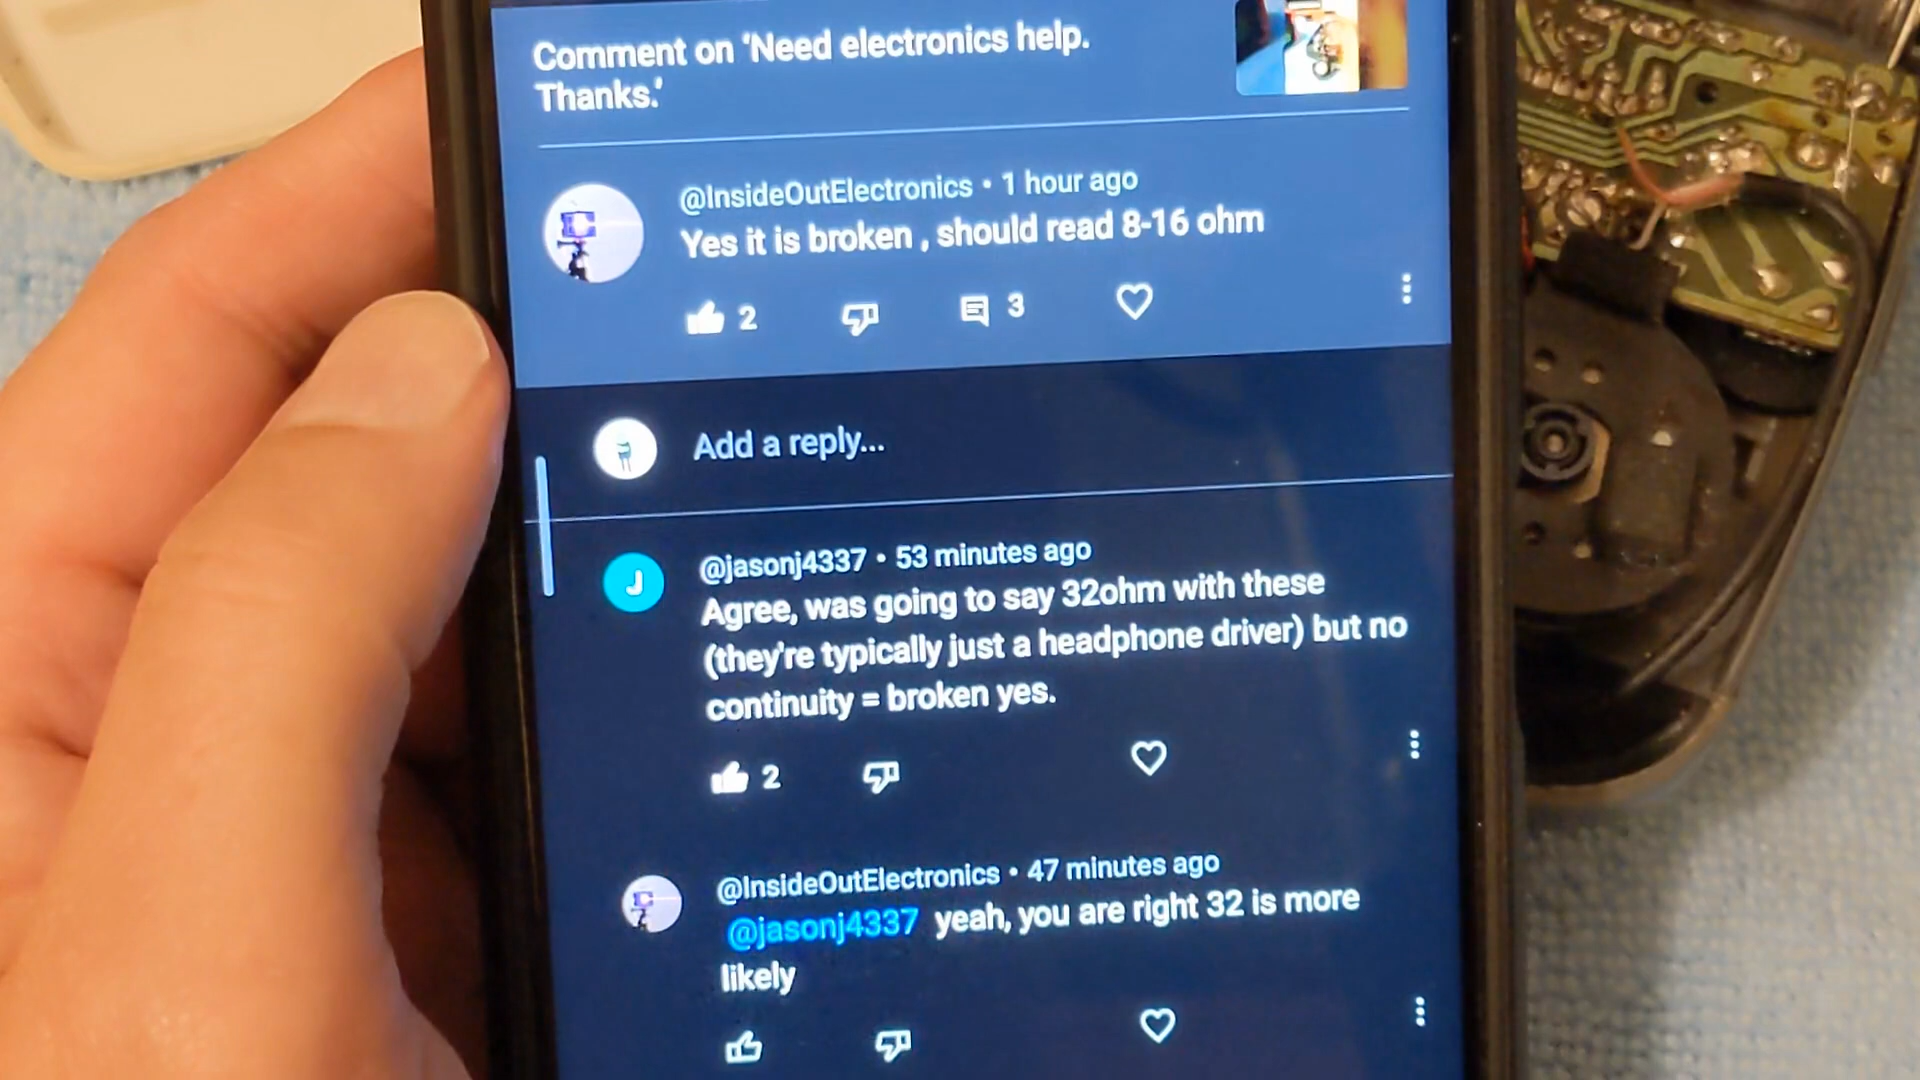 Comment on 'Need electronics help.
Thanks.'
@InsideOutElectronics • 1 hour ago
Yes it is broken , should read 8-16 ohm
2
3
Add a reply...
J
@jasonj4337 • 53 minutes ago
Agree, was going to say 32ohm with these
(they're typically just a headphone driver) but no
continuity = broken yes.
2
@InsideOutElectronics • 47 minutes ago
@jasonj4337 yeah, you are right 32 is more
likely